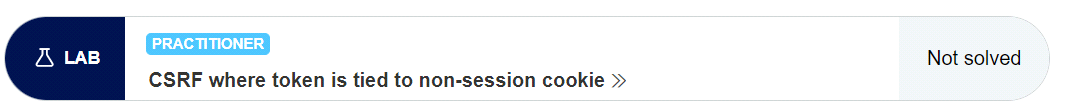 LAB
PRACTITIONER
CSRF where token is tied to non-session cookie »
Not solved